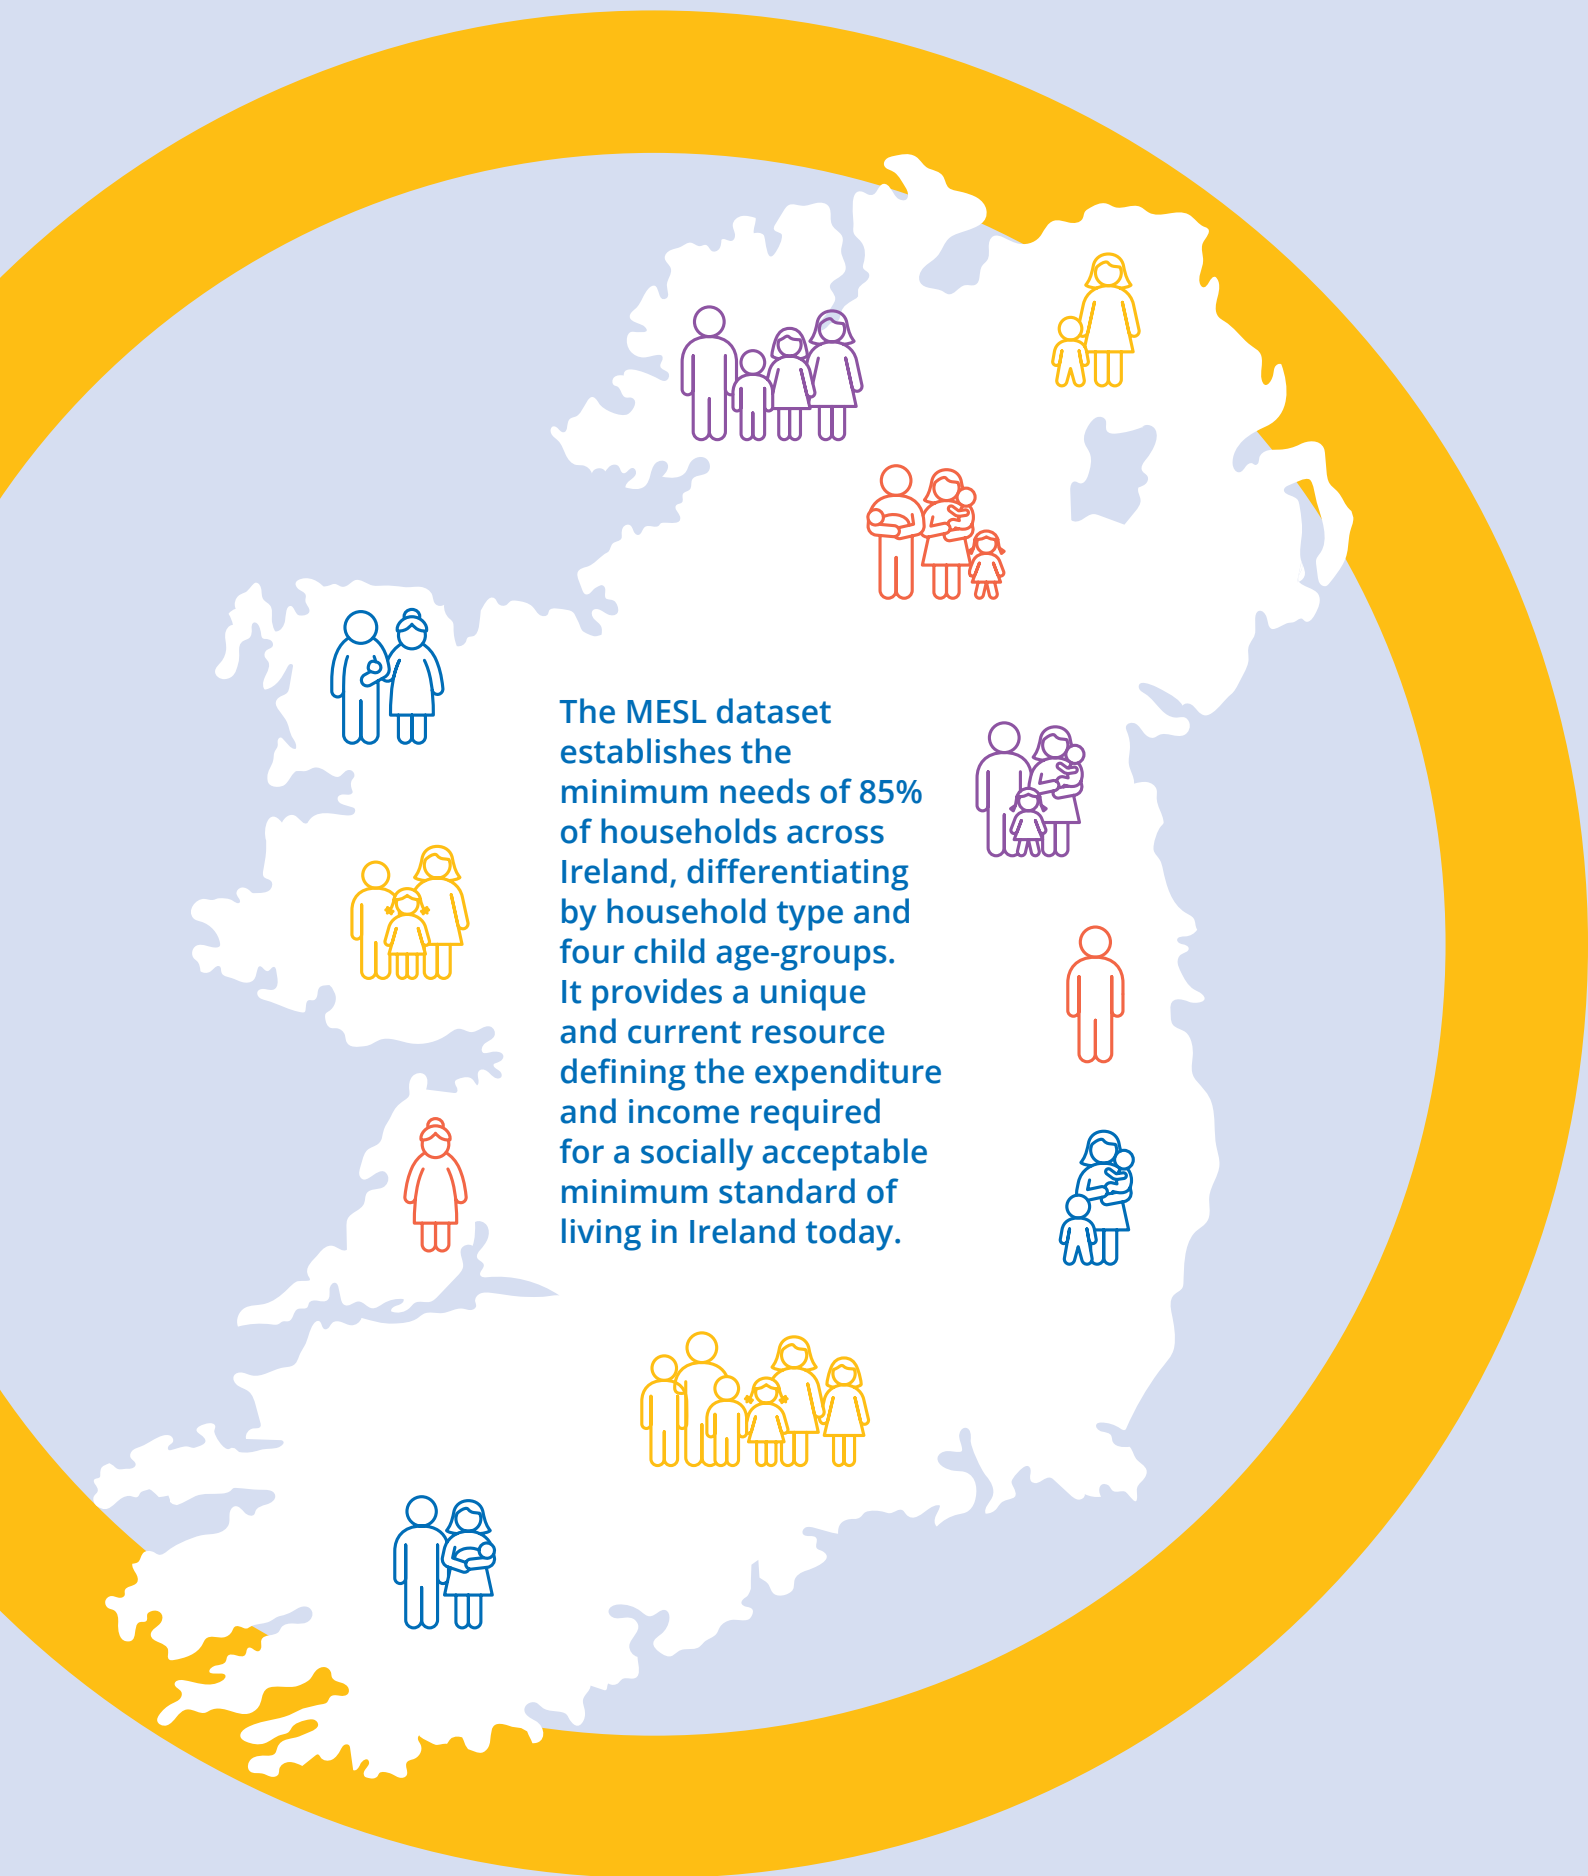 The MESL dataset
establishes the
minimum needs of 85%
of households across
Ireland, differentiating
by household type and
four child age-groups.
It provides a unique
and current resource
defining the expenditure
and income required
for a socially acceptable
minimum standard of
living in Ireland today.